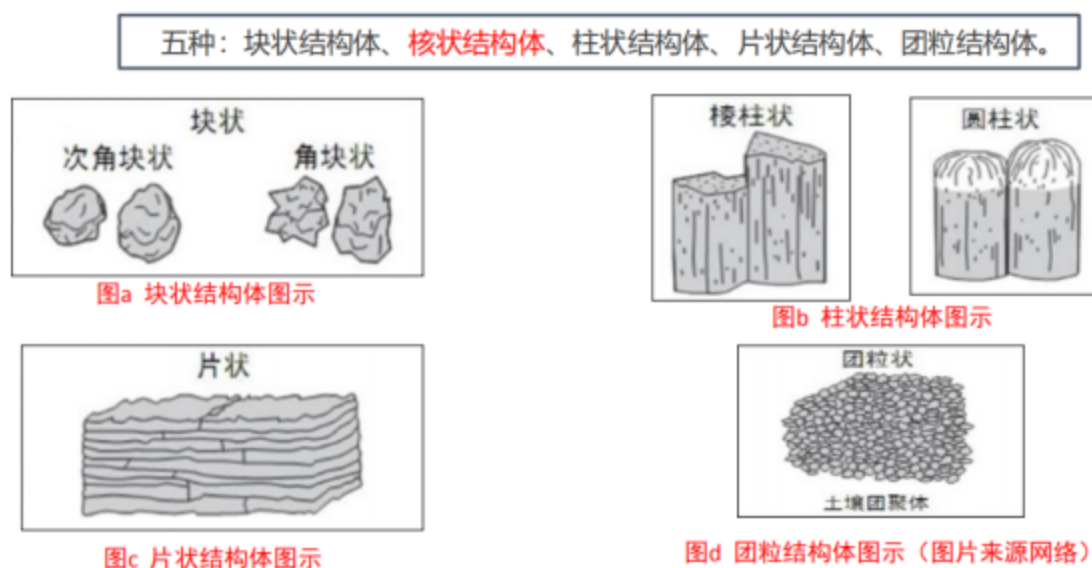 五种：块状结构体、核状结构体、柱状结构体、片状结构体、团粒结构体。
块状
次角块状
角块状
图a 块状结构体图示
棱柱状
圆柱状
图b 柱状结构体图示
片状
图c 片状结构体图示
团粒状
土壤团聚体
图d 团粒结构体图示（图片来源网络）